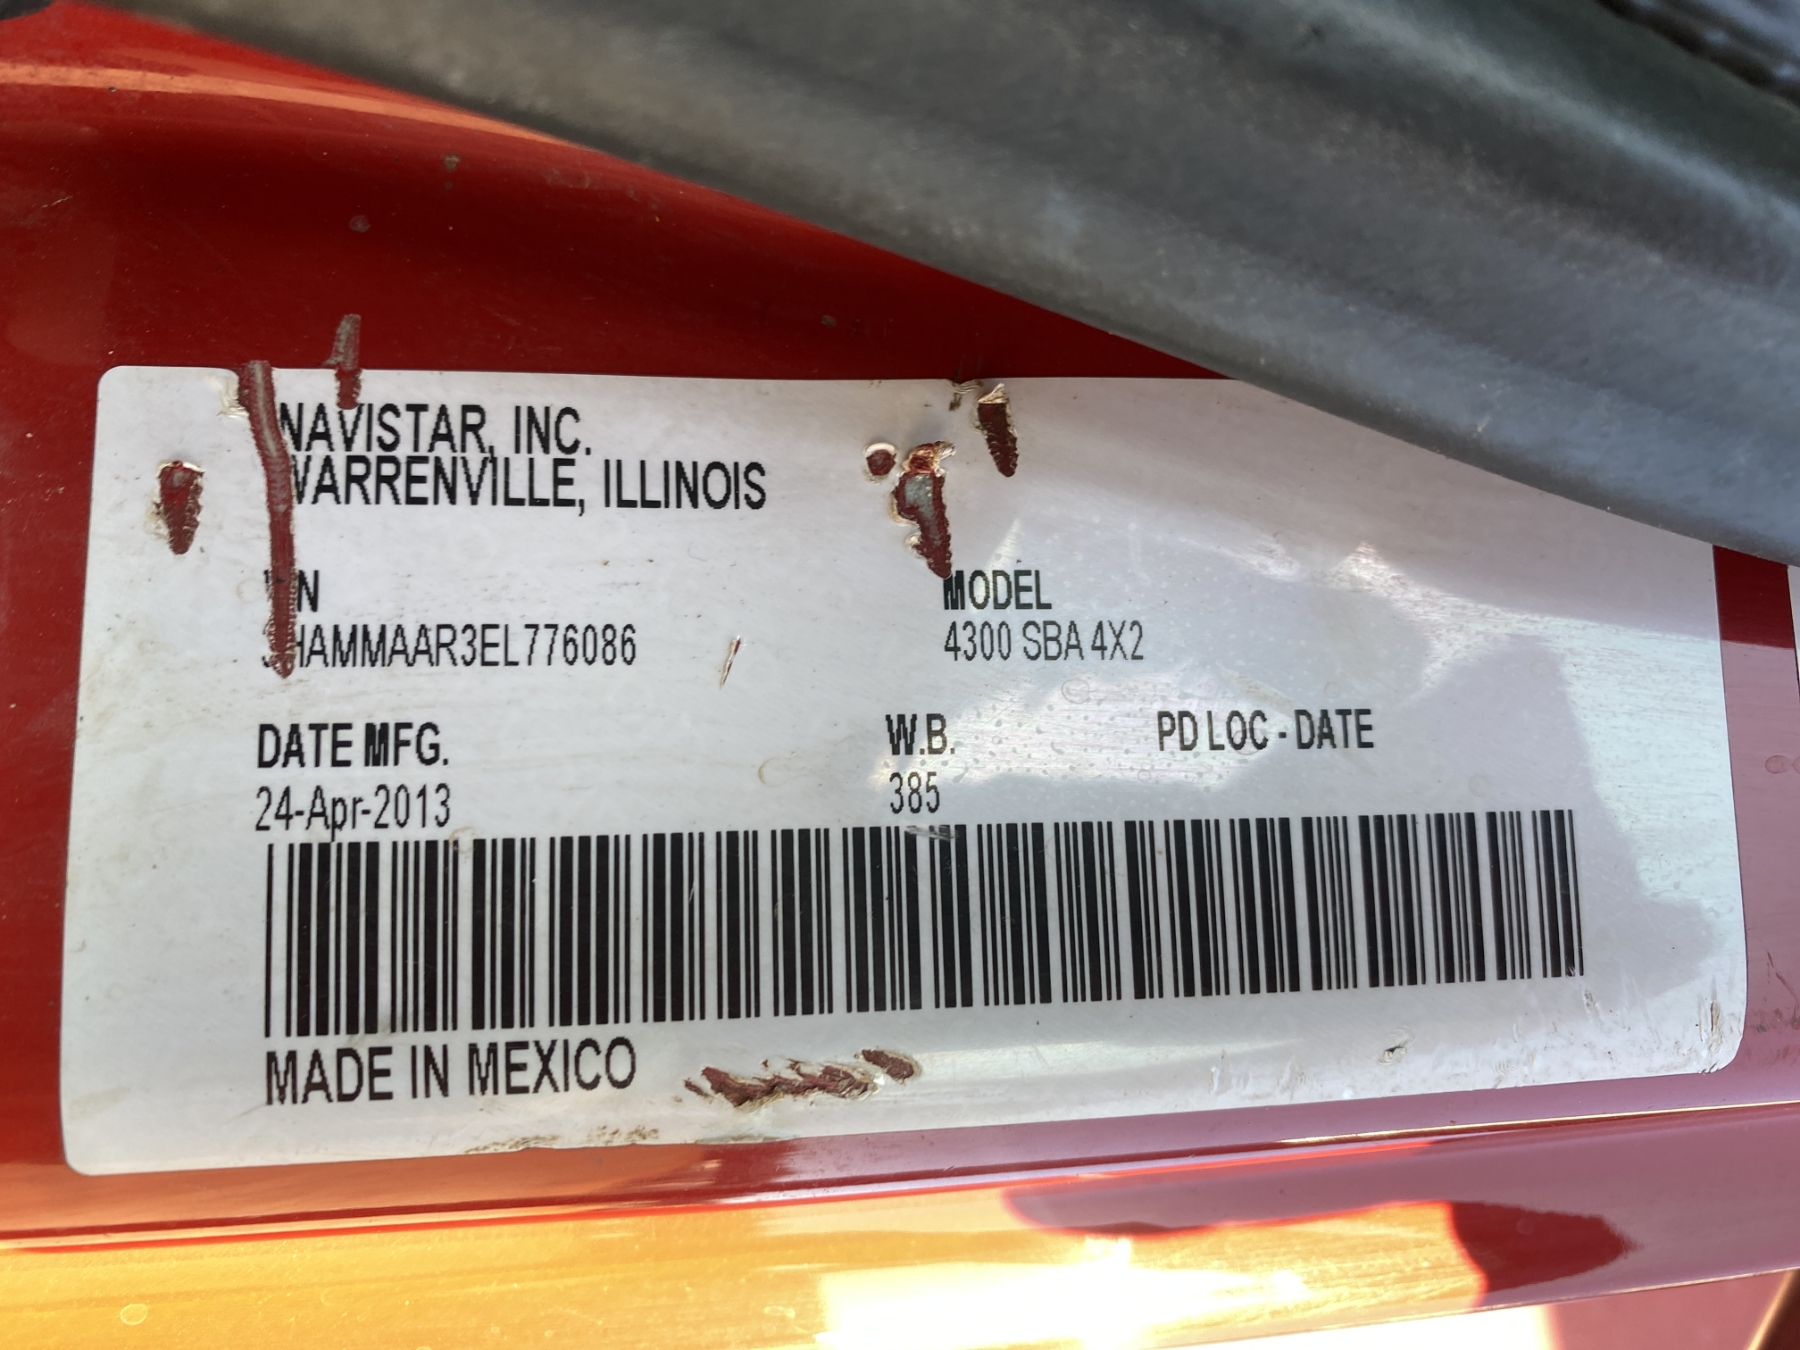 NAVISTAR, INC.
WARRENVILLE, ILLINOIS
VIN
3HAMMAAR3EL776086
MODEL
4300 SBA 4X2
DATE MFG.
24-Apr-2013
W.B.
385
PD LOC - DATE
MADE IN MEXICO